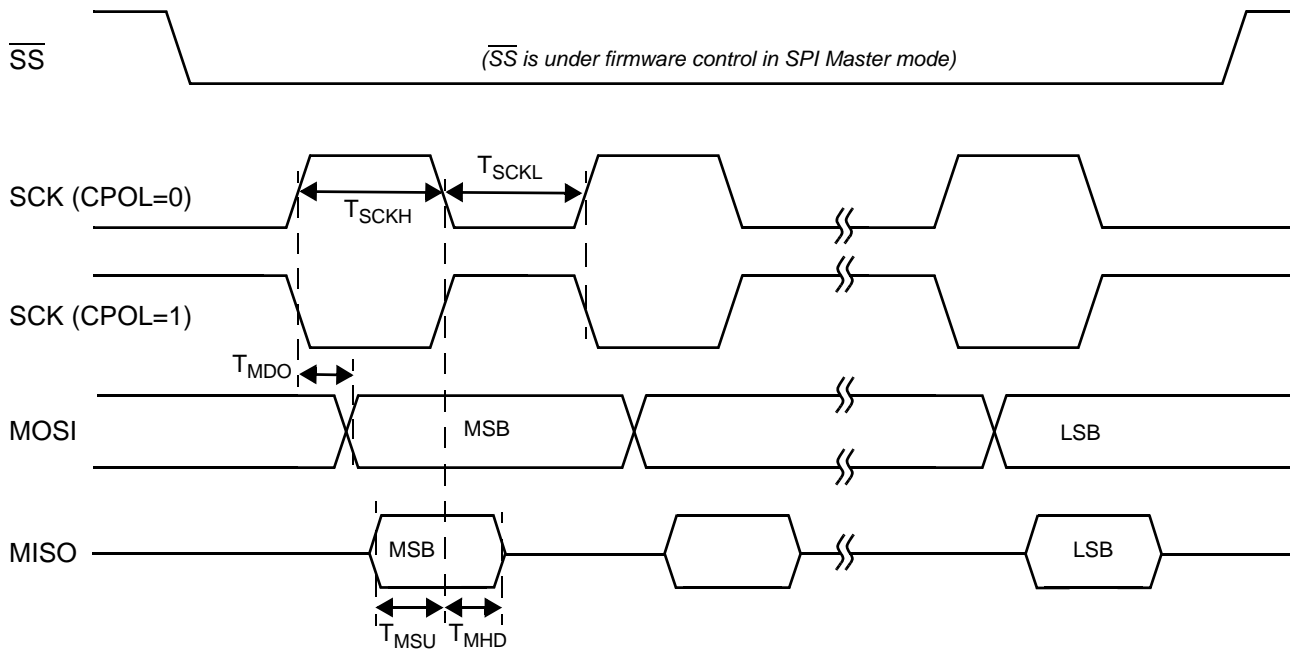 SS
(SS is under firmware control in SPI Master mode)
SCK (CPOL=0)
TSCKH
TSCKL
SCK (CPOL=1)
TMDO
MOSI
MSB
LSB
MISO
MSB
LSB
TMSU
TMHD